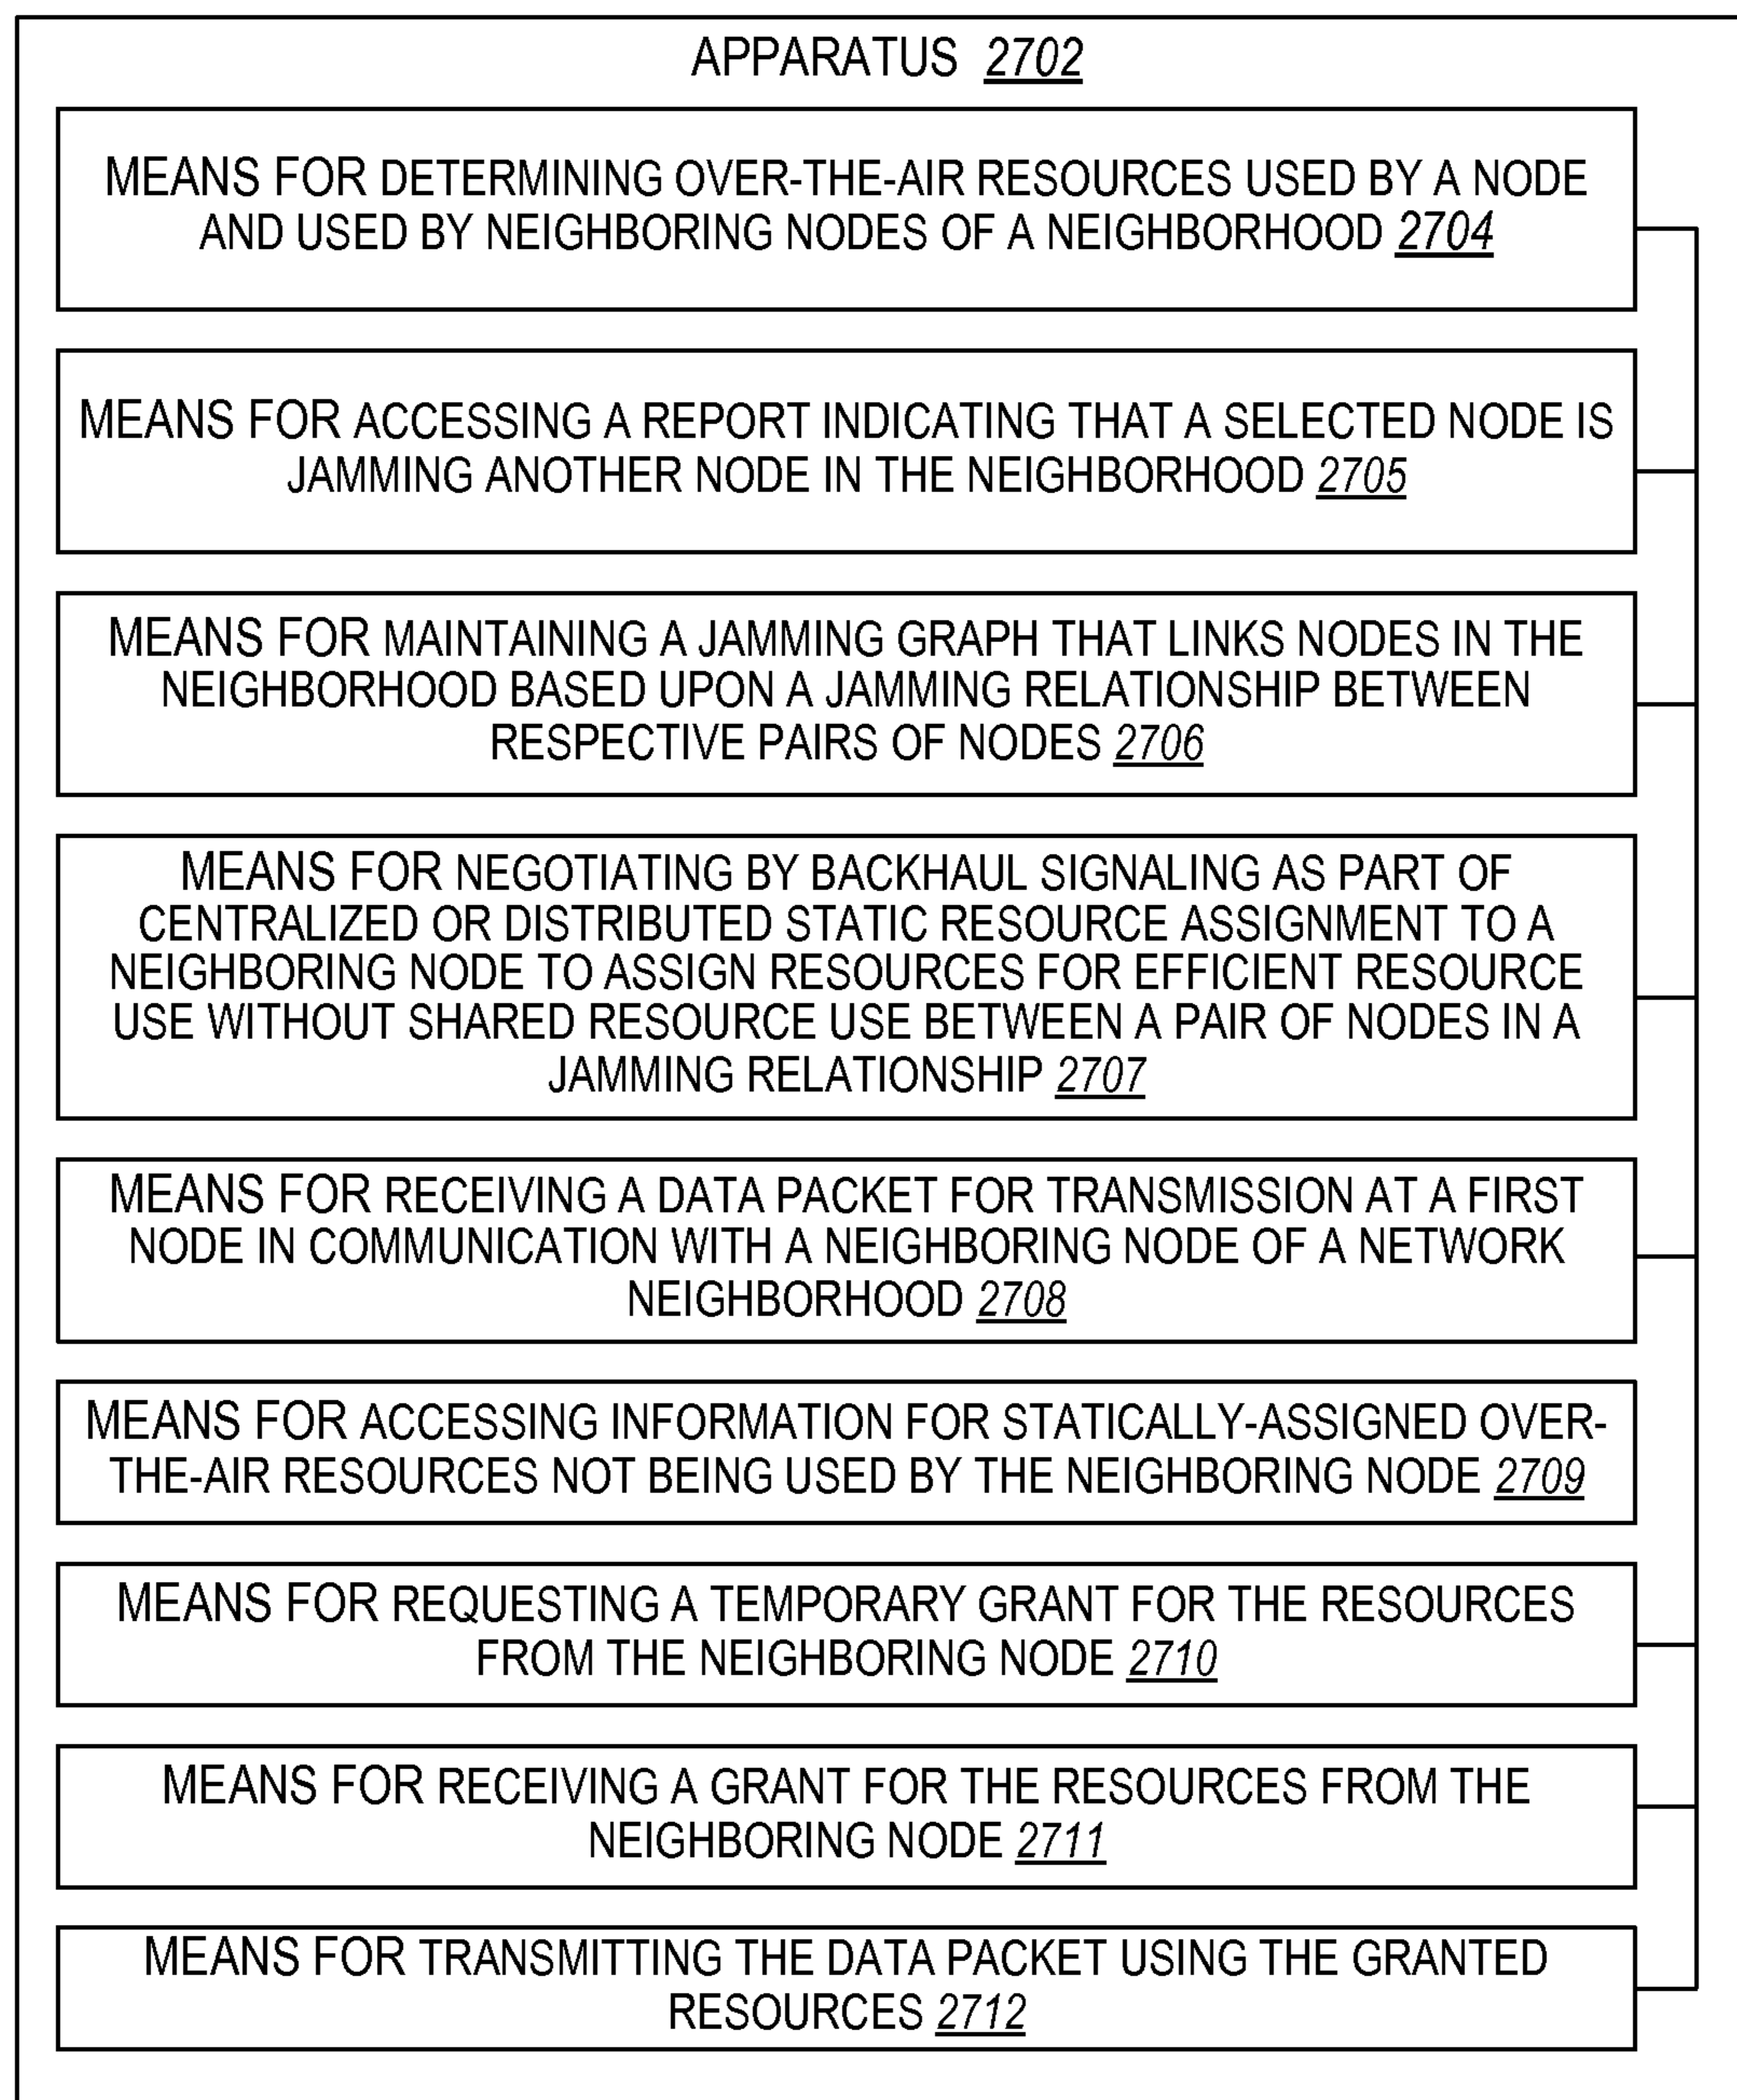 APPARATUS 2702
MEANS FOR DETERMINING OVER-THE-AIR RESOURCES USED BY A NODE
AND USED BY NEIGHBORING NODES OF A NEIGHBORHOOD 2704
MEANS FOR ACCESSING A REPORT INDICATING THAT A SELECTED NODE IS
JAMMING ANOTHER NODE IN THE NEIGHBORHOOD 2705
MEANS FOR MAINTAINING A JAMMING GRAPH THAT LINKS NODES IN THE
NEIGHBORHOOD BASED UPON A JAMMING RELATIONSHIP BETWEEN
RESPECTIVE PAIRS OF NODES 2706
MEANS FOR NEGOTIATING BY BACKHAUL SIGNALING AS PART OF
CENTRALIZED OR DISTRIBUTED STATIC RESOURCE ASSIGNMENT TO A
NEIGHBORING NODE TO ASSIGN RESOURCES FOR EFFICIENT RESOURCE
USE WITHOUT SHARED RESOURCE USE BETWEEN A PAIR OF NODES IN A
JAMMING RELATIONSHIP 2707
MEANS FOR RECEIVING A DATA PACKET FOR TRANSMISSION AT A FIRST
NODE IN COMMUNICATION WITH A NEIGHBORING NODE OF A NETWORK
NEIGHBORHOOD 2708
MEANS FOR ACCESSING INFORMATION FOR STATICALLY-ASSIGNED OVER-
THE-AIR RESOURCES NOT BEING USED BY THE NEIGHBORING NODE 2709
MEANS FOR REQUESTING A TEMPORARY GRANT FOR THE RESOURCES
FROM THE NEIGHBORING NODE 2710
MEANS FOR RECEIVING A GRANT FOR THE RESOURCES FROM THE
NEIGHBORING NODE 2711
MEANS FOR TRANSMITTING THE DATA PACKET USING THE GRANTED
RESOURCES 2712